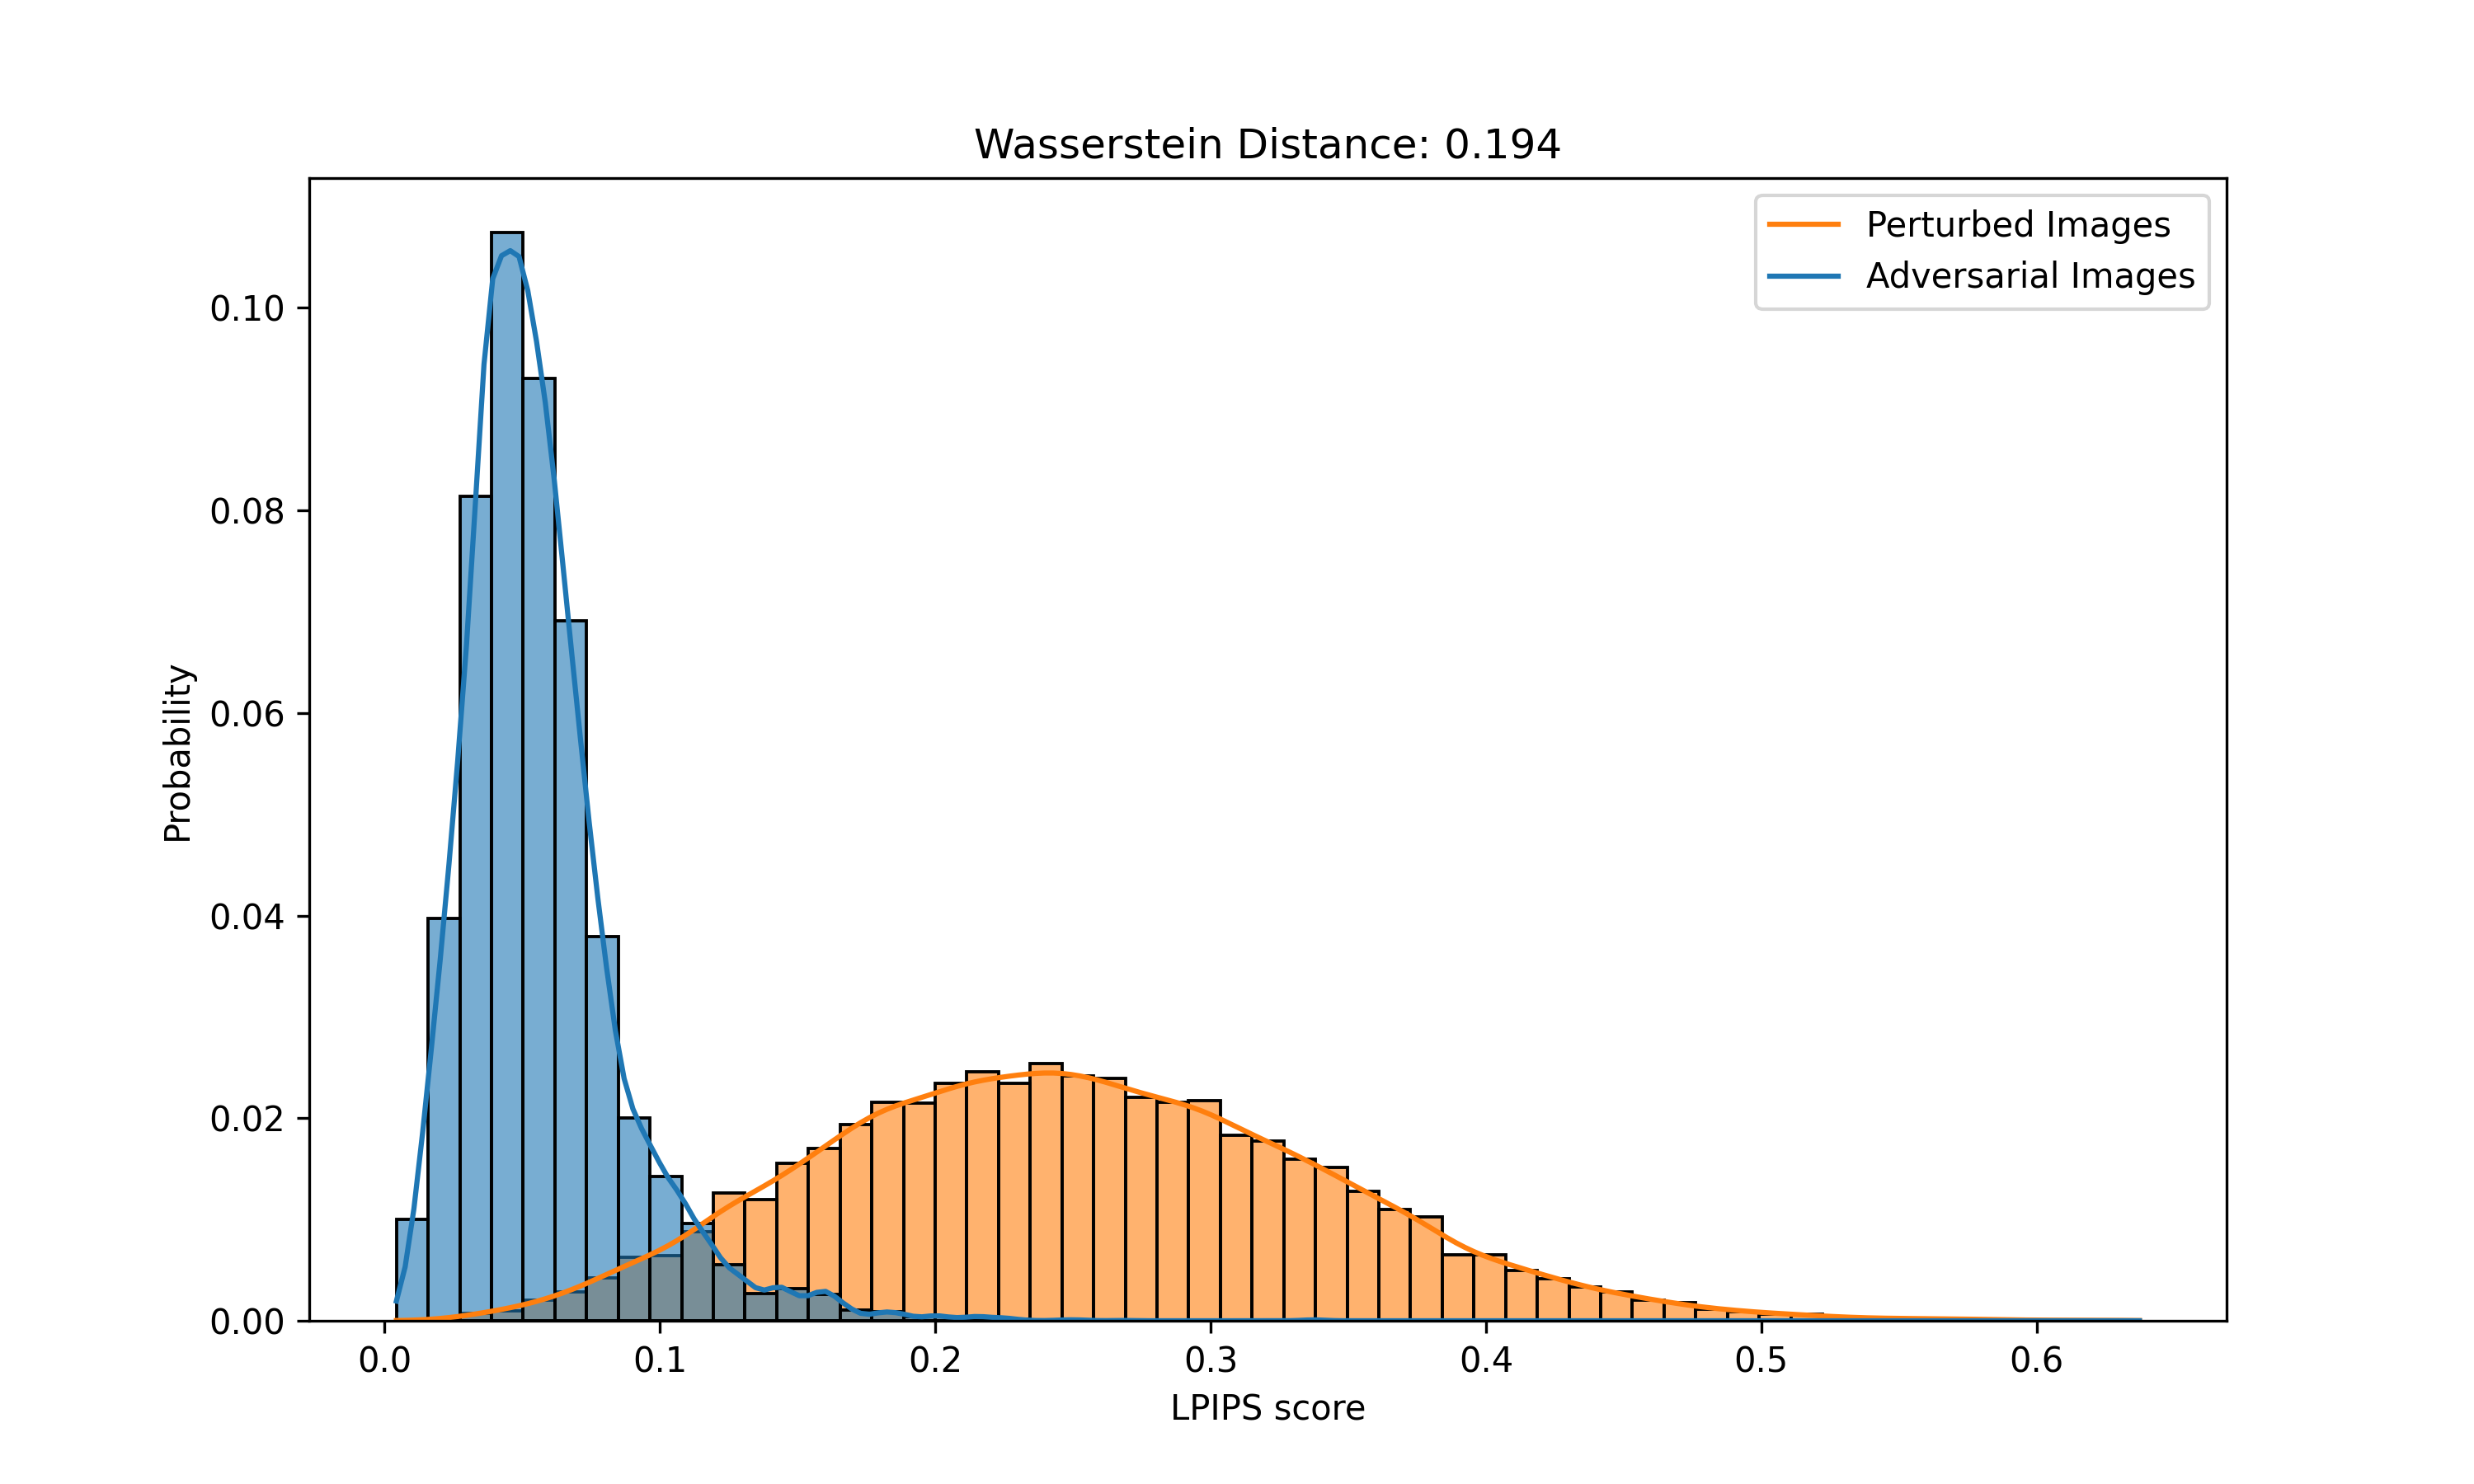 Wasserstein Distance: 0.194
Perturbed Images
Adversarial Images
Probability
0.10
0.08
0.06
0.04
0.02
0.00
0.0 0.1 0.2 0.3 0.4 0.5 0.6
LPIPS score